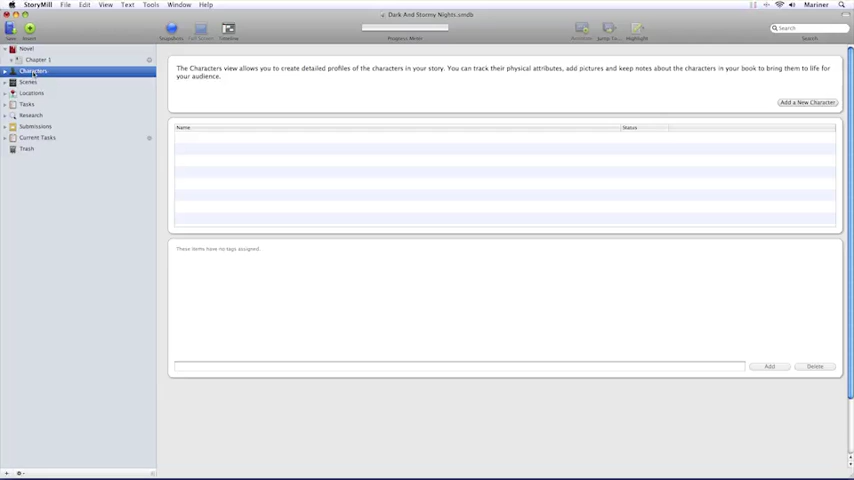 StoryMill File Edit View Text Tools Window Help Mariner
Dark-And-Stormy Nights.smdb
Search
Save Insert Snapshots Full Screen Timeline Progress Meter Annotate Jump To... Highlight Search
Novel
Chapter 1
Characters
Scenes
Locations
Tasks
Research
Submissions
Current Tasks
Trash
The Characters view allows you to create detailed profiles of the characters in your story. You can track their physical attributes, add pictures and keep notes about the characters in your book to bring them to life for
your audience.
Add a New Character
Name Status
These items have no tags assigned.
Add Delete